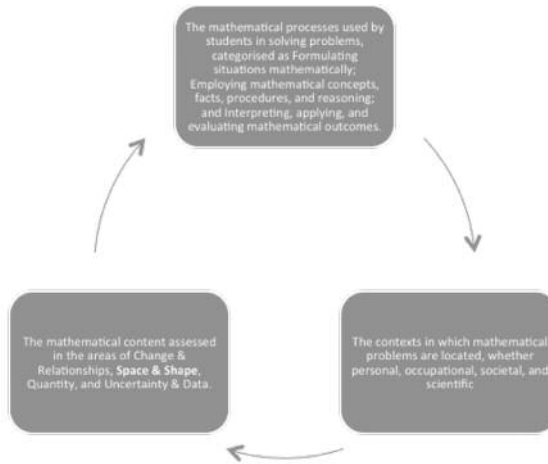 The mathematical processes used by
students in solving problems,
categorised as Formulating
situations mathematically;
Employing mathematical concepts,
facts, procedures, and reasoning;
and Interpreting, applying, and
evaluating mathematical outcomes.
The mathematical content assessed
in the areas of Change &
Relationships, Space & Shape,
Quantity, and Uncertainty & Data.
The contexts in which mathematical
problems are located, whether
personal, occupational, societal, and
scientific